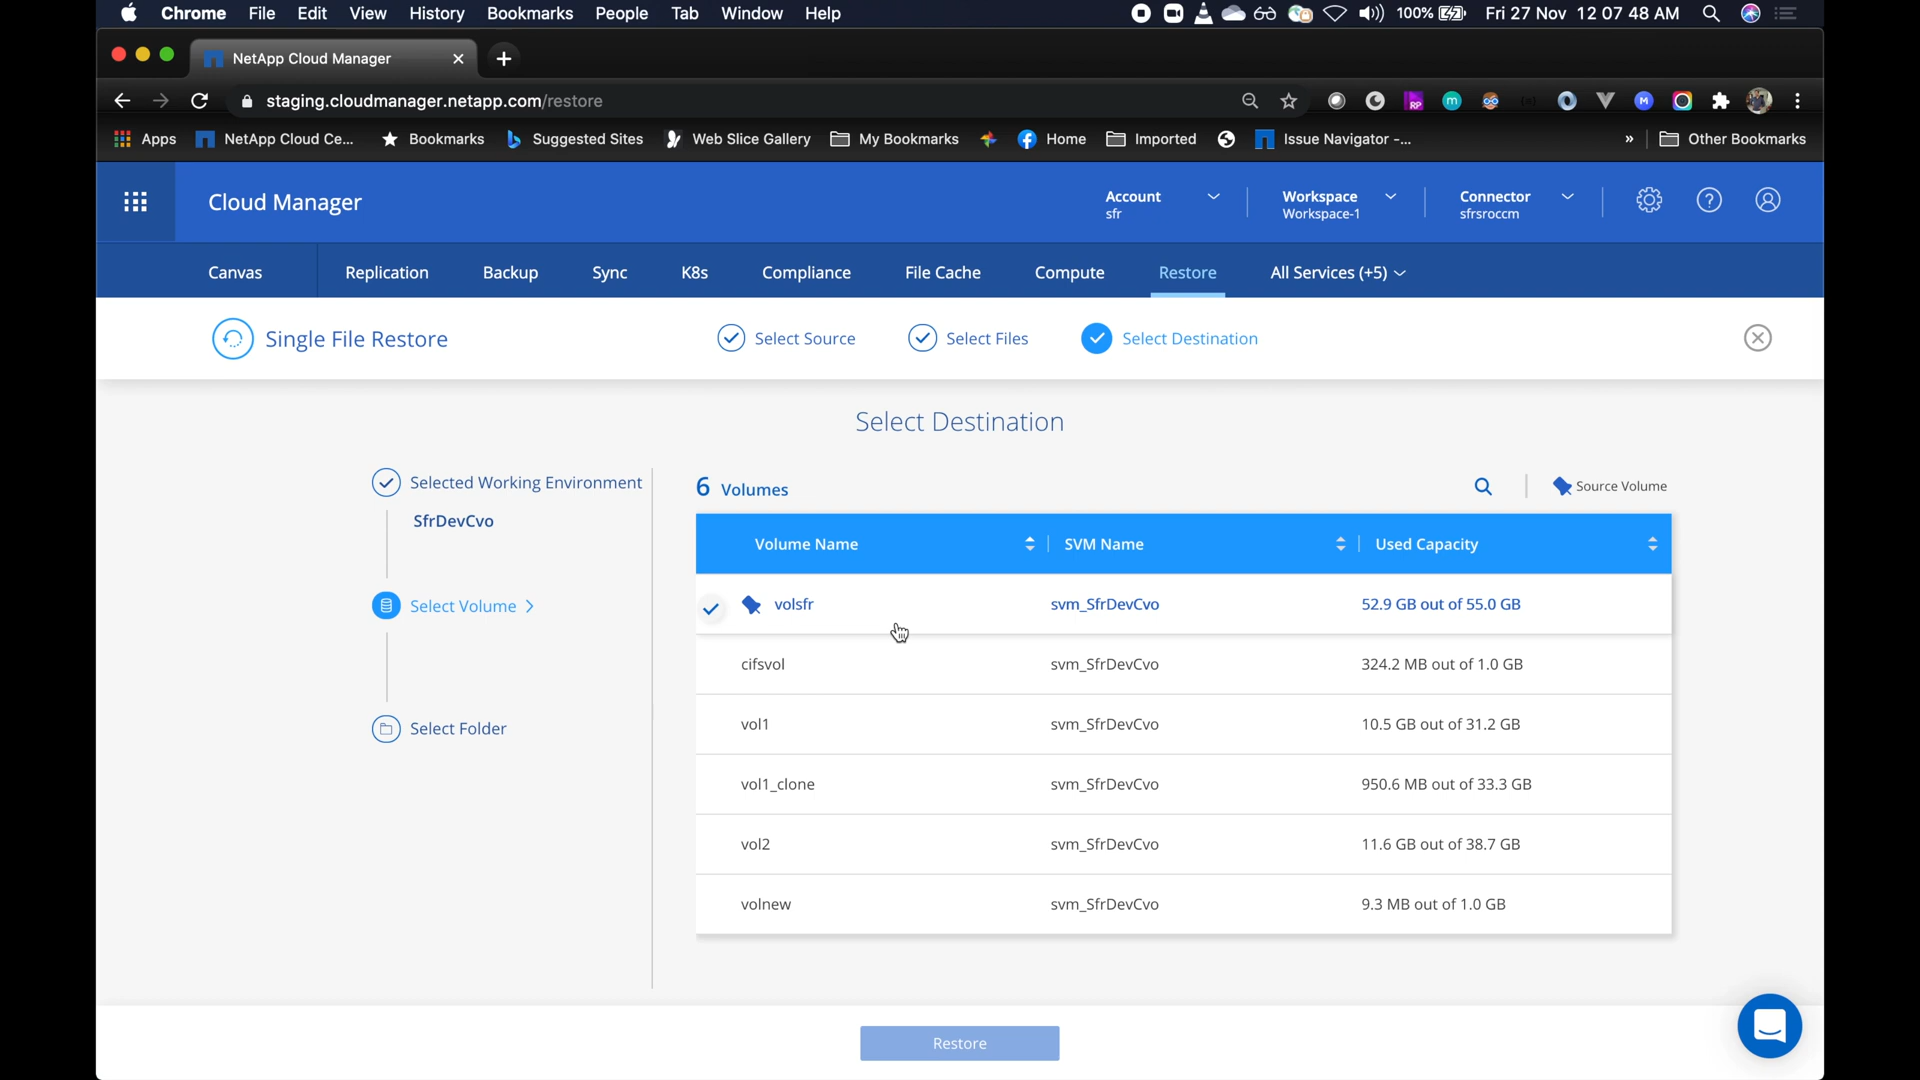 Chrome File Edit View History Bookmarks People Tab Window Help 100% Fri 27 Nov 12 07 48 AM
NetApp Cloud Manager
staging.cloudmanager.netapp.com/restore
Apps NetApp Cloud Ce... Bookmarks Suggested Sites Web Slice Gallery My Bookmarks Home Imported Issue Navigator -... » Other Bookmarks
Cloud Manager
Account
sfr
Workspace
Workspace-1
Connector
sfrsroccm
Canvas Replication Backup Sync K8s Compliance File Cache Compute Restore All Services (+5)
Single File Restore Select Source Select Files Select Destination
Select Destination
Selected Working Environment
SfrDevCvo
Select Volume
Select Folder
6 Volumes Source Volume
Volume Name SVM Name Used Capacity
volsfr svm_SfrDevCvo 52.9 GB out of 55.0 GB
cifsvol svm_SfrDevCvo 324.2 MB out of 1.0 GB
vol1 svm_SfrDevCvo 10.5 GB out of 31.2 GB
vol1_clone svm_SfrDevCvo 950.6 MB out of 33.3 GB
vol2 svm_SfrDevCvo 11.6 GB out of 38.7 GB
volnew svm_SfrDevCvo 9.3 MB out of 1.0 GB
Restore